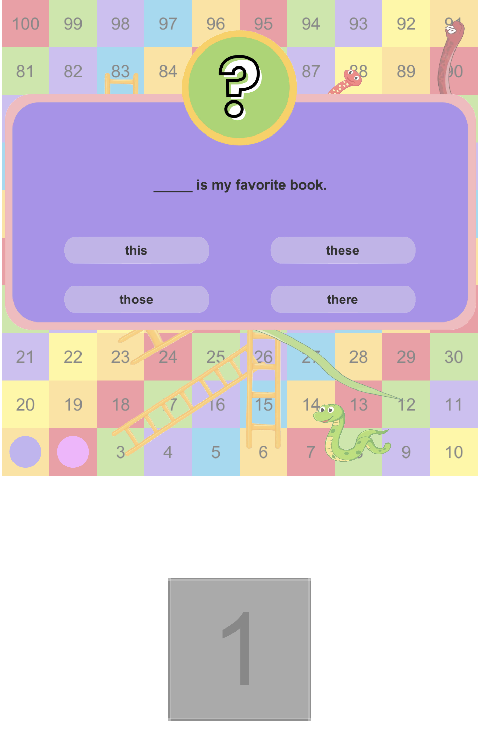 100 99 98 97 96 95 94 93 92
81 82 83 84 87 88 89 90
?
_____ is my favorite book.
this these
those there
21 22 23 24 25 26 28 29 30
20 19 18 16 15 14 13 12 11
3 4 5 6 7 9 10
1